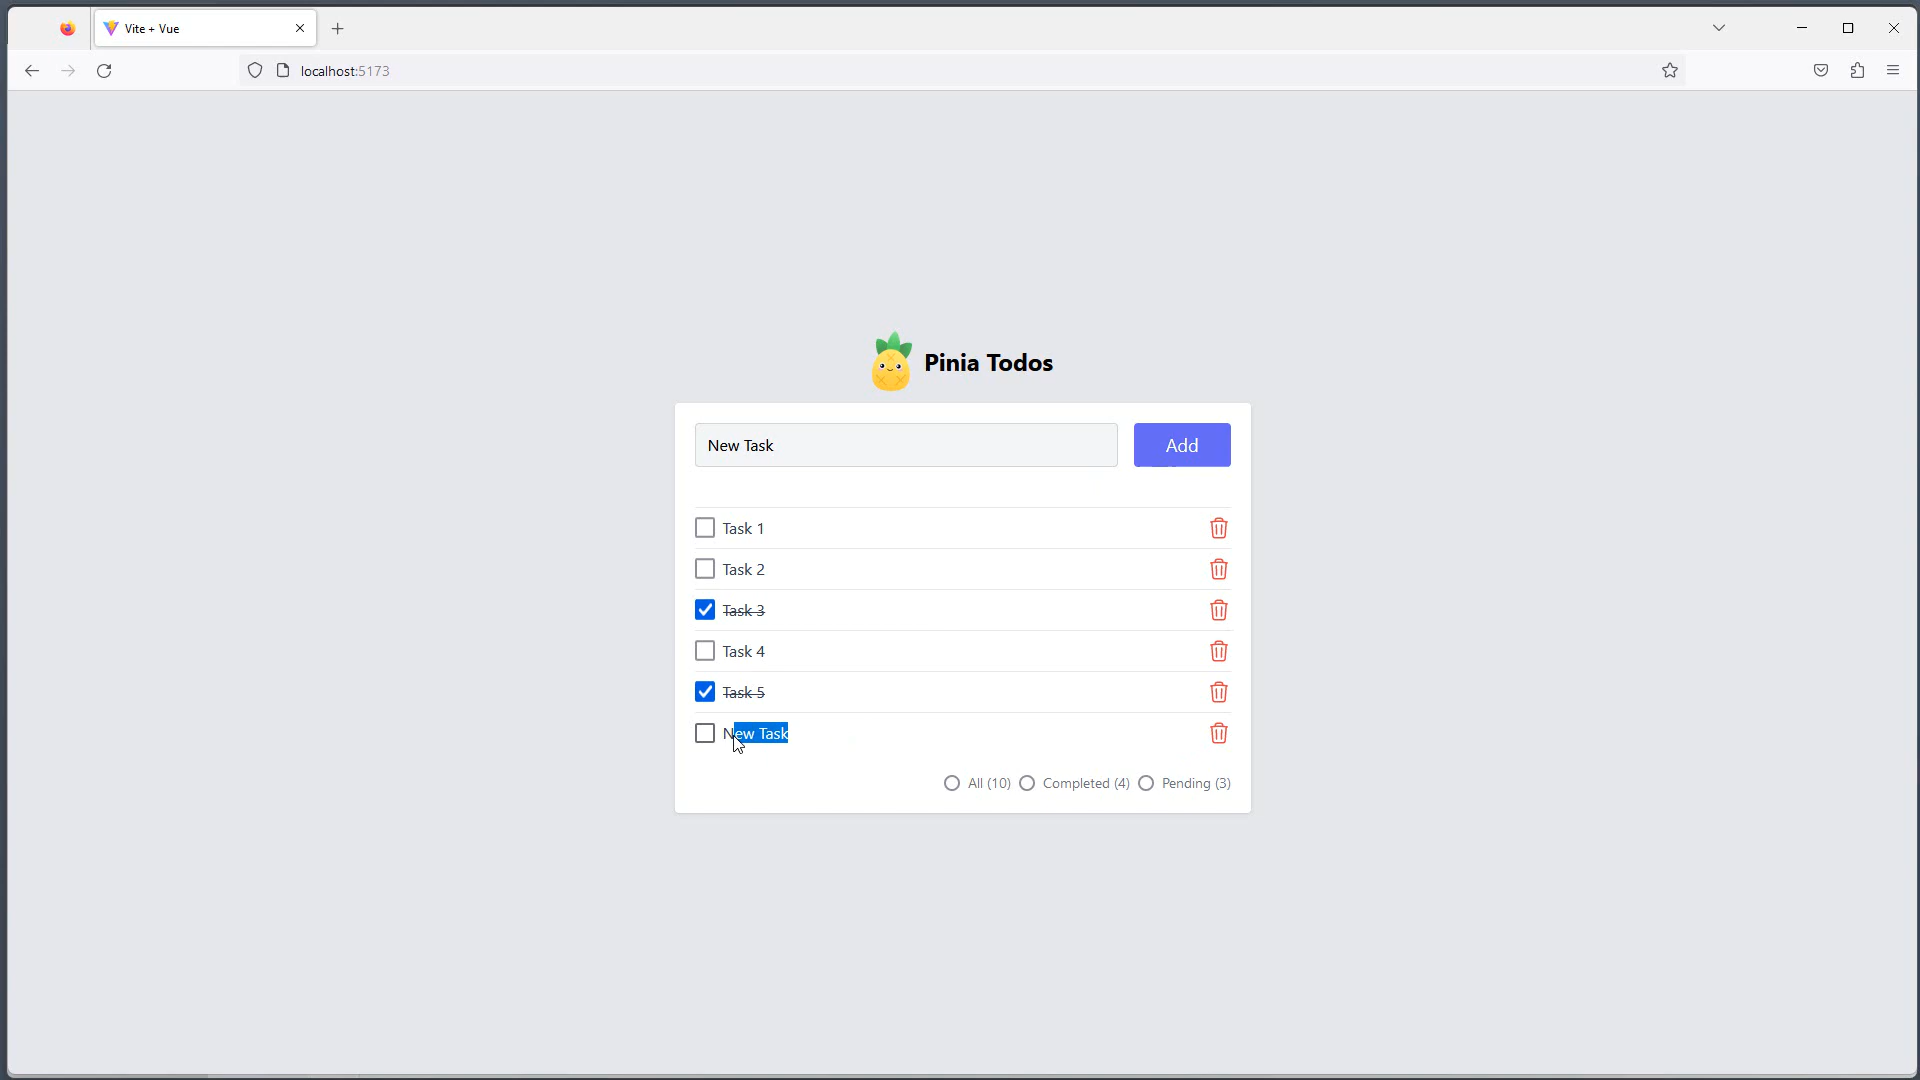 Vite + Vue
localhost:5173
Pinia Todos
New Task
Add
Task 1
Task 2
Task 3
Task 4
Task 5
New Task
All (10) Completed (4) Pending (3)